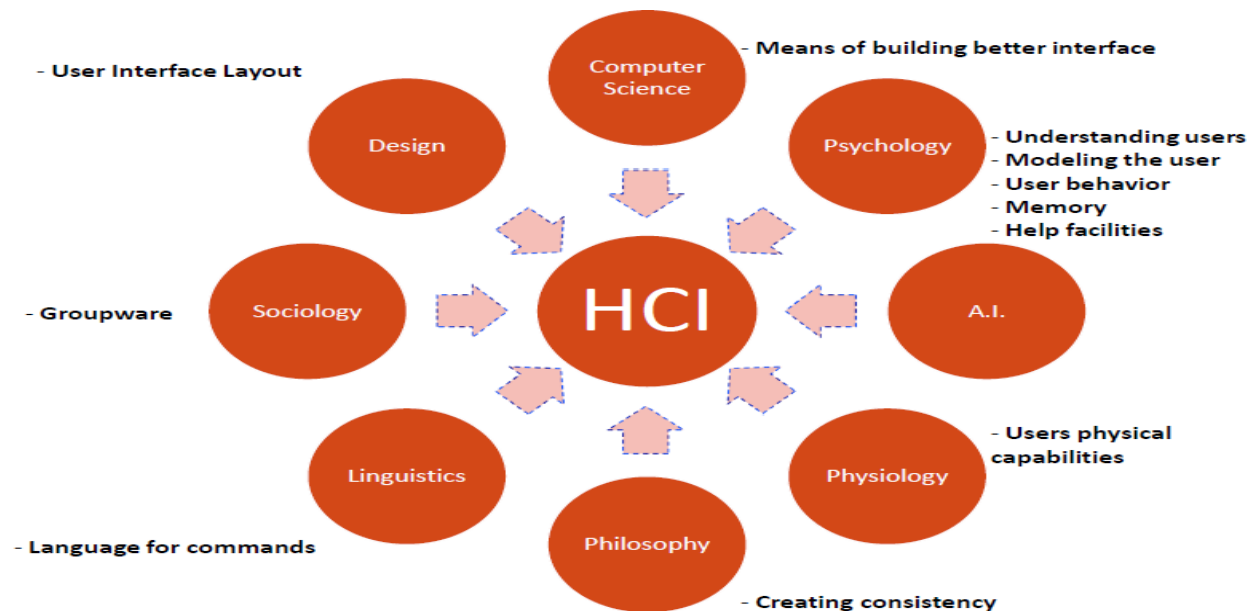 - Means of building better interface
Computer
Science
- User Interface Layout
Design
Psychology
- Understanding users
- Modeling the user
- User behavior
- Memory
- Help facilities
Sociology
- Groupware
HCI
A.I.
Linguistics
- Language for commands
Philosophy
- Creating consistency
Physiology
- Users physical
capabilities